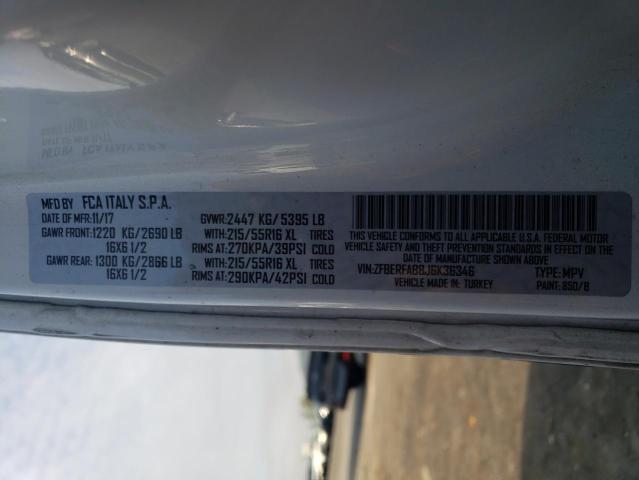 MFD BY FCA ITALY S.P.A.
DATE OF MFR: 11/17 GVWR: 2447 KG/ 5395 LB
GAWR FRONT: 1220 KG/2690 LB WITH: 215/55R16 XL TIRES
16X6 1/2 RIMS AT: 270KPA/39PSI COLD
GAWR REAR: 1300 KG/2866 LB WITH: 215/55R16 XL TIRES
16X6 1/2 RIMS AT: 290KPA/42PSI COLD
THIS VEHICLE CONFORMS TO ALL APPLICABLE U.S.A. FEDERAL MOTOR
VEHICLE SAFETY, BUMPER AND THEFT PREVENTION STANDARDS IN EFFECT ON THE
DATE OF MANUFACTURE SHOWN ABOVE.
VIN: ZFBERFAB8J6K36346 TYPE: MPV
VEHICLE MADE IN: TURKEY PAINT: 850/8